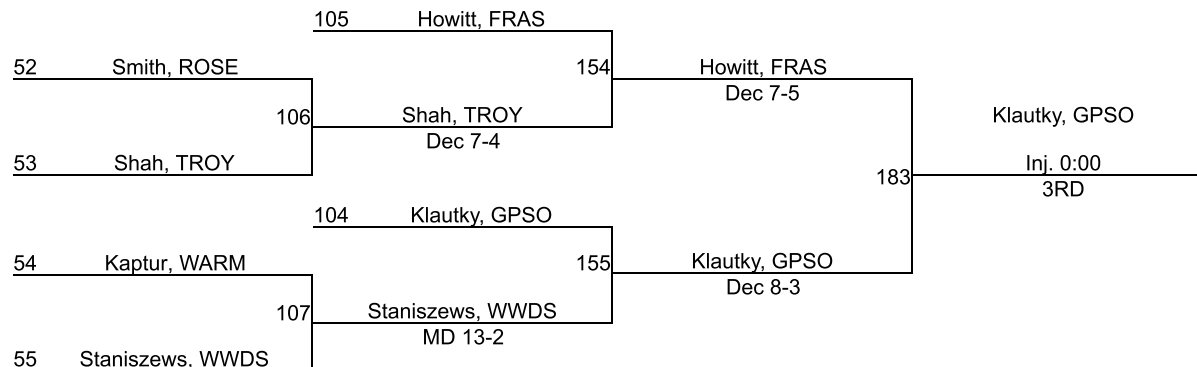 105 Howitt, FRAS
52 Smith, ROSE
154 Howitt, FRAS
Dec 7-5
106 Shah, TROY
Dec 7-4
Klautky, GPSO
53 Shah, TROY
Inj. 0:00
183
3RD
104 Klautky, GPSO
54 Kaptur, WARM
155 Klautky, GPSO
Dec 8-3
107 Staniszews, WWDS
MD 13-2
55 Staniszews, WWDS